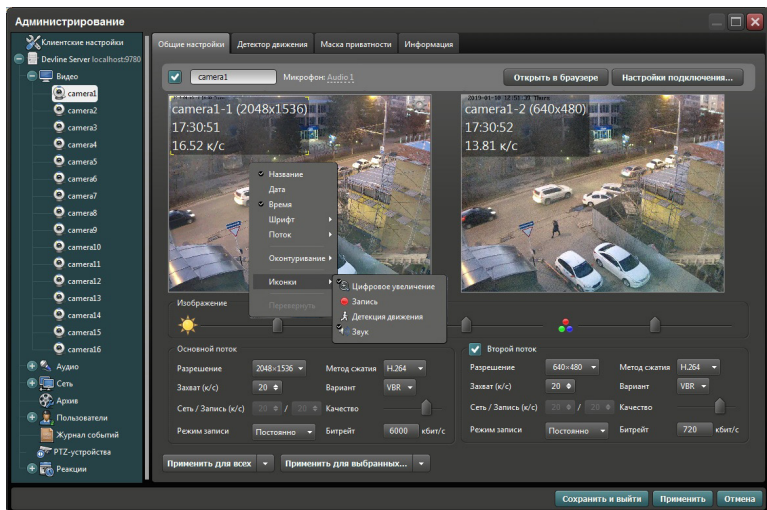 Администрирование
Клиентские настройки
Devline Server localhost:9780
Видео
camera1
camera2
camera3
camera4
camera5
camera6
camera7
camera8
camera9
camera10
camera11
camera12
camera13
camera14
camera15
camera16
Аудио
Сеть
Архив
Пользователи
Журнал событий
PTZ-устройства
Реакции
Общие настройки Детектор движения Маска приватности Информация
camera1 Микрофон: Audio 1 Открыть в браузере Настройки подключения...
camera1-1 (2048x1536)
17:30:51
16.52 к/с
2019-01-10 12:51:31 Thurs
camera1-2 (640x480)
17:30:52
13.81 к/с
Название
Дата
Время
Шрифт
Поток
Оконтуривание
Иконки
Перевернуть
Цифровое увеличение
Запись
Детекция движения
Звук
Изображение
Основной поток
Разрешение 2048×1536 Метод сжатия H.264
Захват (к/с) 20 Вариант VBR
Сеть / Запись (к/с) 20 / 20 Качество
Режим записи Постоянно Битрейт 6000 кбит/с
Второй поток
Разрешение 640×480 Метод сжатия H.264
Захват (к/с) 20 Вариант VBR
Сеть / Запись (к/с) 20 / 20 Качество
Режим записи Постоянно Битрейт 720 кбит/с
Применить для всех Применить для выбранных...
Сохранить и выйти Применить Отмена